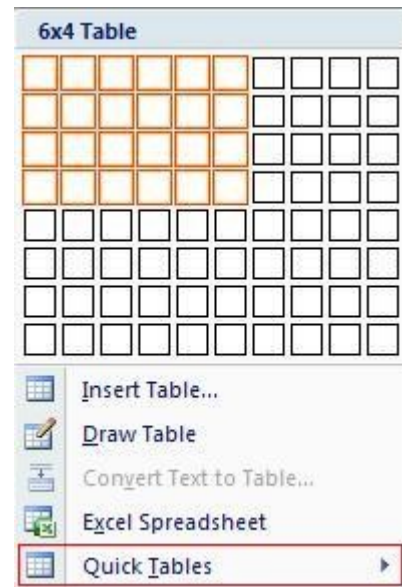 6x4 Table
Insert Table...
Draw Table
Convert Text to Table...
Excel Spreadsheet
Quick Tables